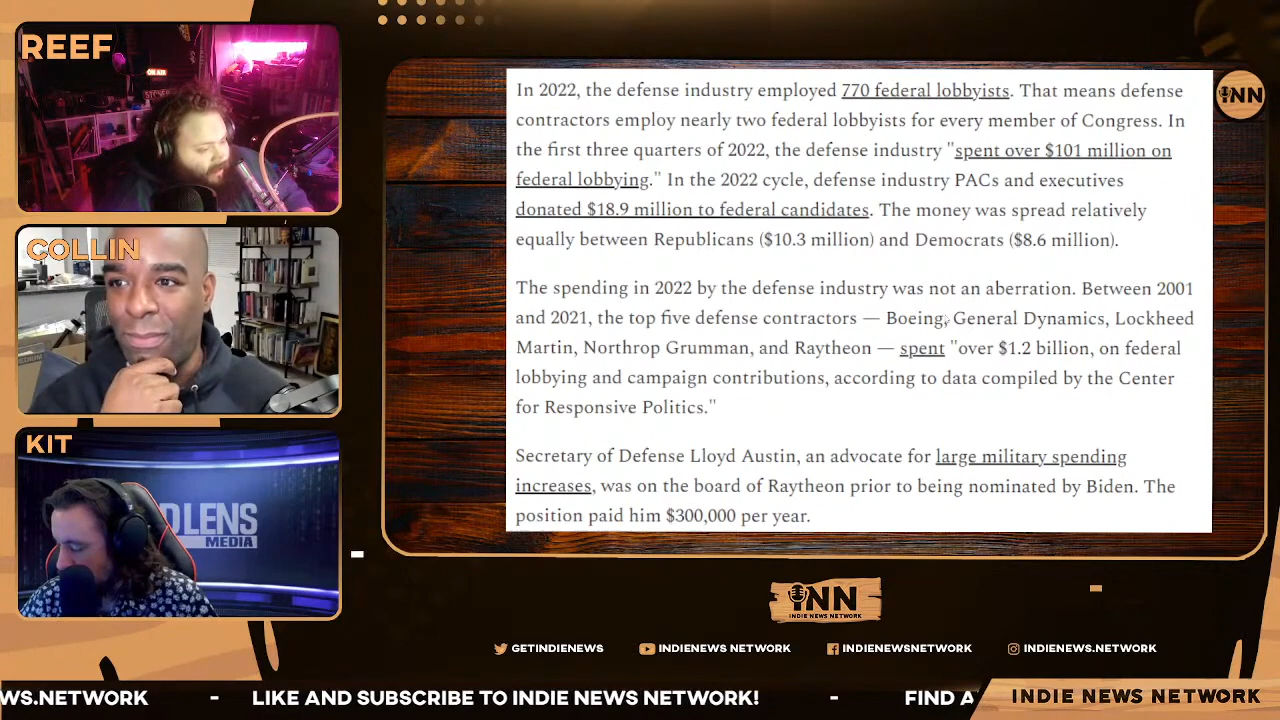 REEF
ON AIR
COLLIN
KIT
DLENS
MEDIA
In 2022, the defense industry employed 770 federal lobbyists. That means defense
contractors employ nearly two federal lobbyists for every member of Congress. In
the first three quarters of 2022, the defense industry "spent over $101 million on
federal lobbying." In the 2022 cycle, defense industry PACs and executives
donated $18.9 million to federal candidates. The money was spread relatively
equally between Republicans ($10.3 million) and Democrats ($8.6 million).
The spending in 2022 by the defense industry was not an aberration. Between 2001
and 2021, the top five defense contractors — Boeing, General Dynamics, Lockheed
Martin, Northrop Grumman, and Raytheon — spent "over $1.2 billion, on federal
lobbying and campaign contributions, according to data compiled by the Center
for Responsive Politics."
Secretary of Defense Lloyd Austin, an advocate for large military spending
increases, was on the board of Raytheon prior to being nominated by Biden. The
position paid him $300,000 per year.
INN
INN
INDIE NEWS NETWORK
GETINDIENEWS
INDIENEWS NETWORK
INDIENEWSNETWORK
INDIENEWS.NETWORK
WS.NETWORK - LIKE AND SUBSCRIBE TO INDIE NEWS NETWORK! - FIND A
INDIE NEWS NETWORK